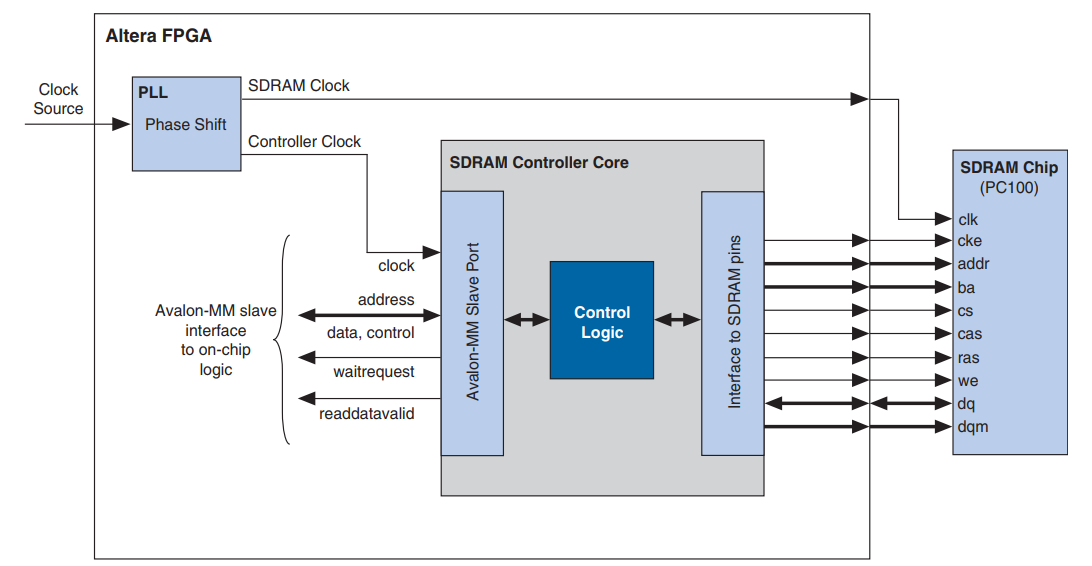 Altera FPGA
Clock
Source
PLL
Phase Shift
SDRAM Clock
Controller Clock
SDRAM Controller Core
Avalon-MM Slave Port
Control
Logic
Interface to SDRAM pins
clock
address
data, control
waitrequest
readdatavalid
Avalon-MM slave
interface
to on-chip
logic
SDRAM Chip
(PC100)
clk
cke
addr
ba
cs
cas
ras
we
dq
dqm